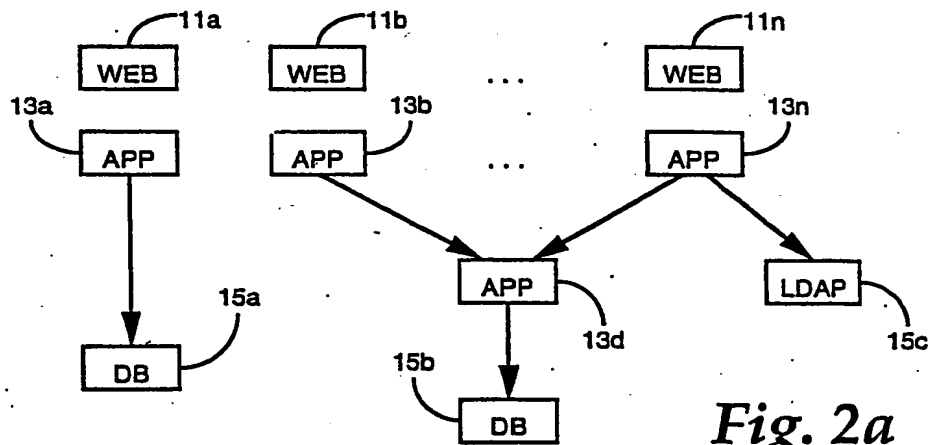 11a 11b 11n
WEB WEB ... WEB
13a 13b 13n
APP APP ... APP
APP LDAP
15a 13d 15c
DB 15b
DB
Fig. 2a